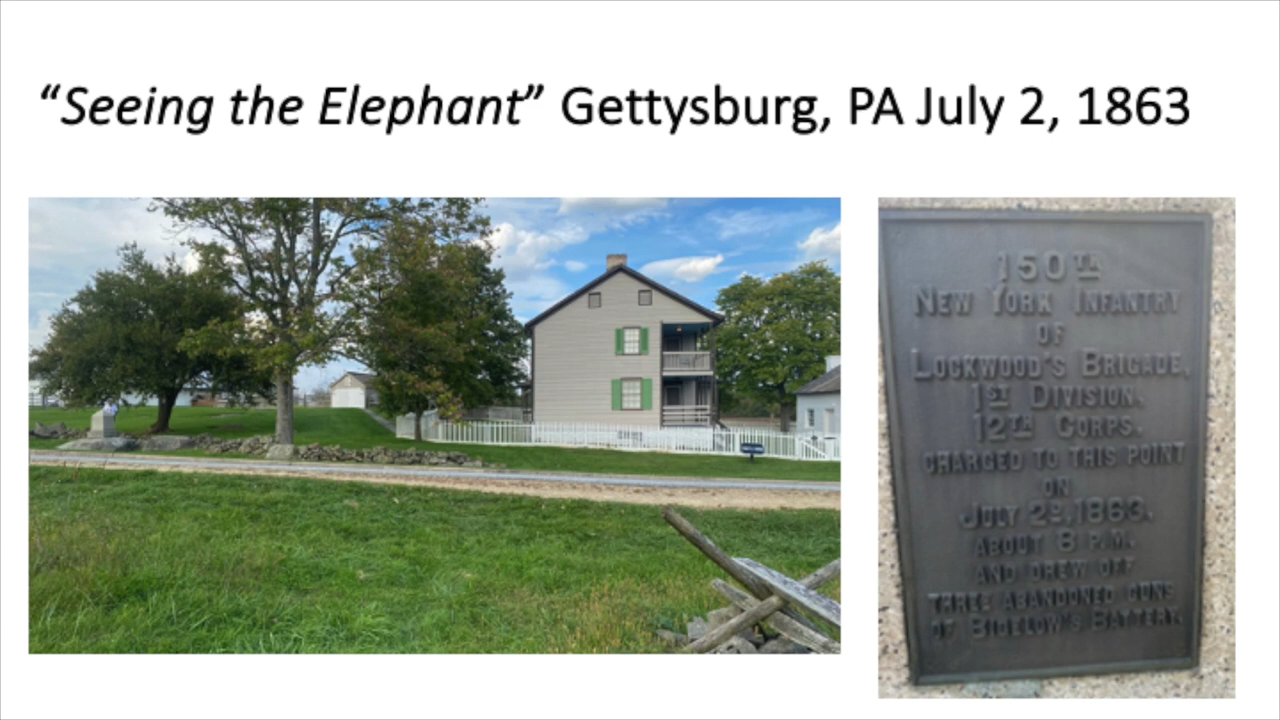 “Seeing the Elephant” Gettysburg, PA July 2, 1863
150TH
NEW YORK INFANTRY
OF
LOCKWOOD'S BRIGADE,
1ST DIVISION.
12TH CORPS.
CHARGED TO THIS POINT
ON
JULY 2D, 1863,
ABOUT 8 P.M.
AND DREW OFF
THREE ABANDONED GUNS
OF BIGELOW'S BATTERY.